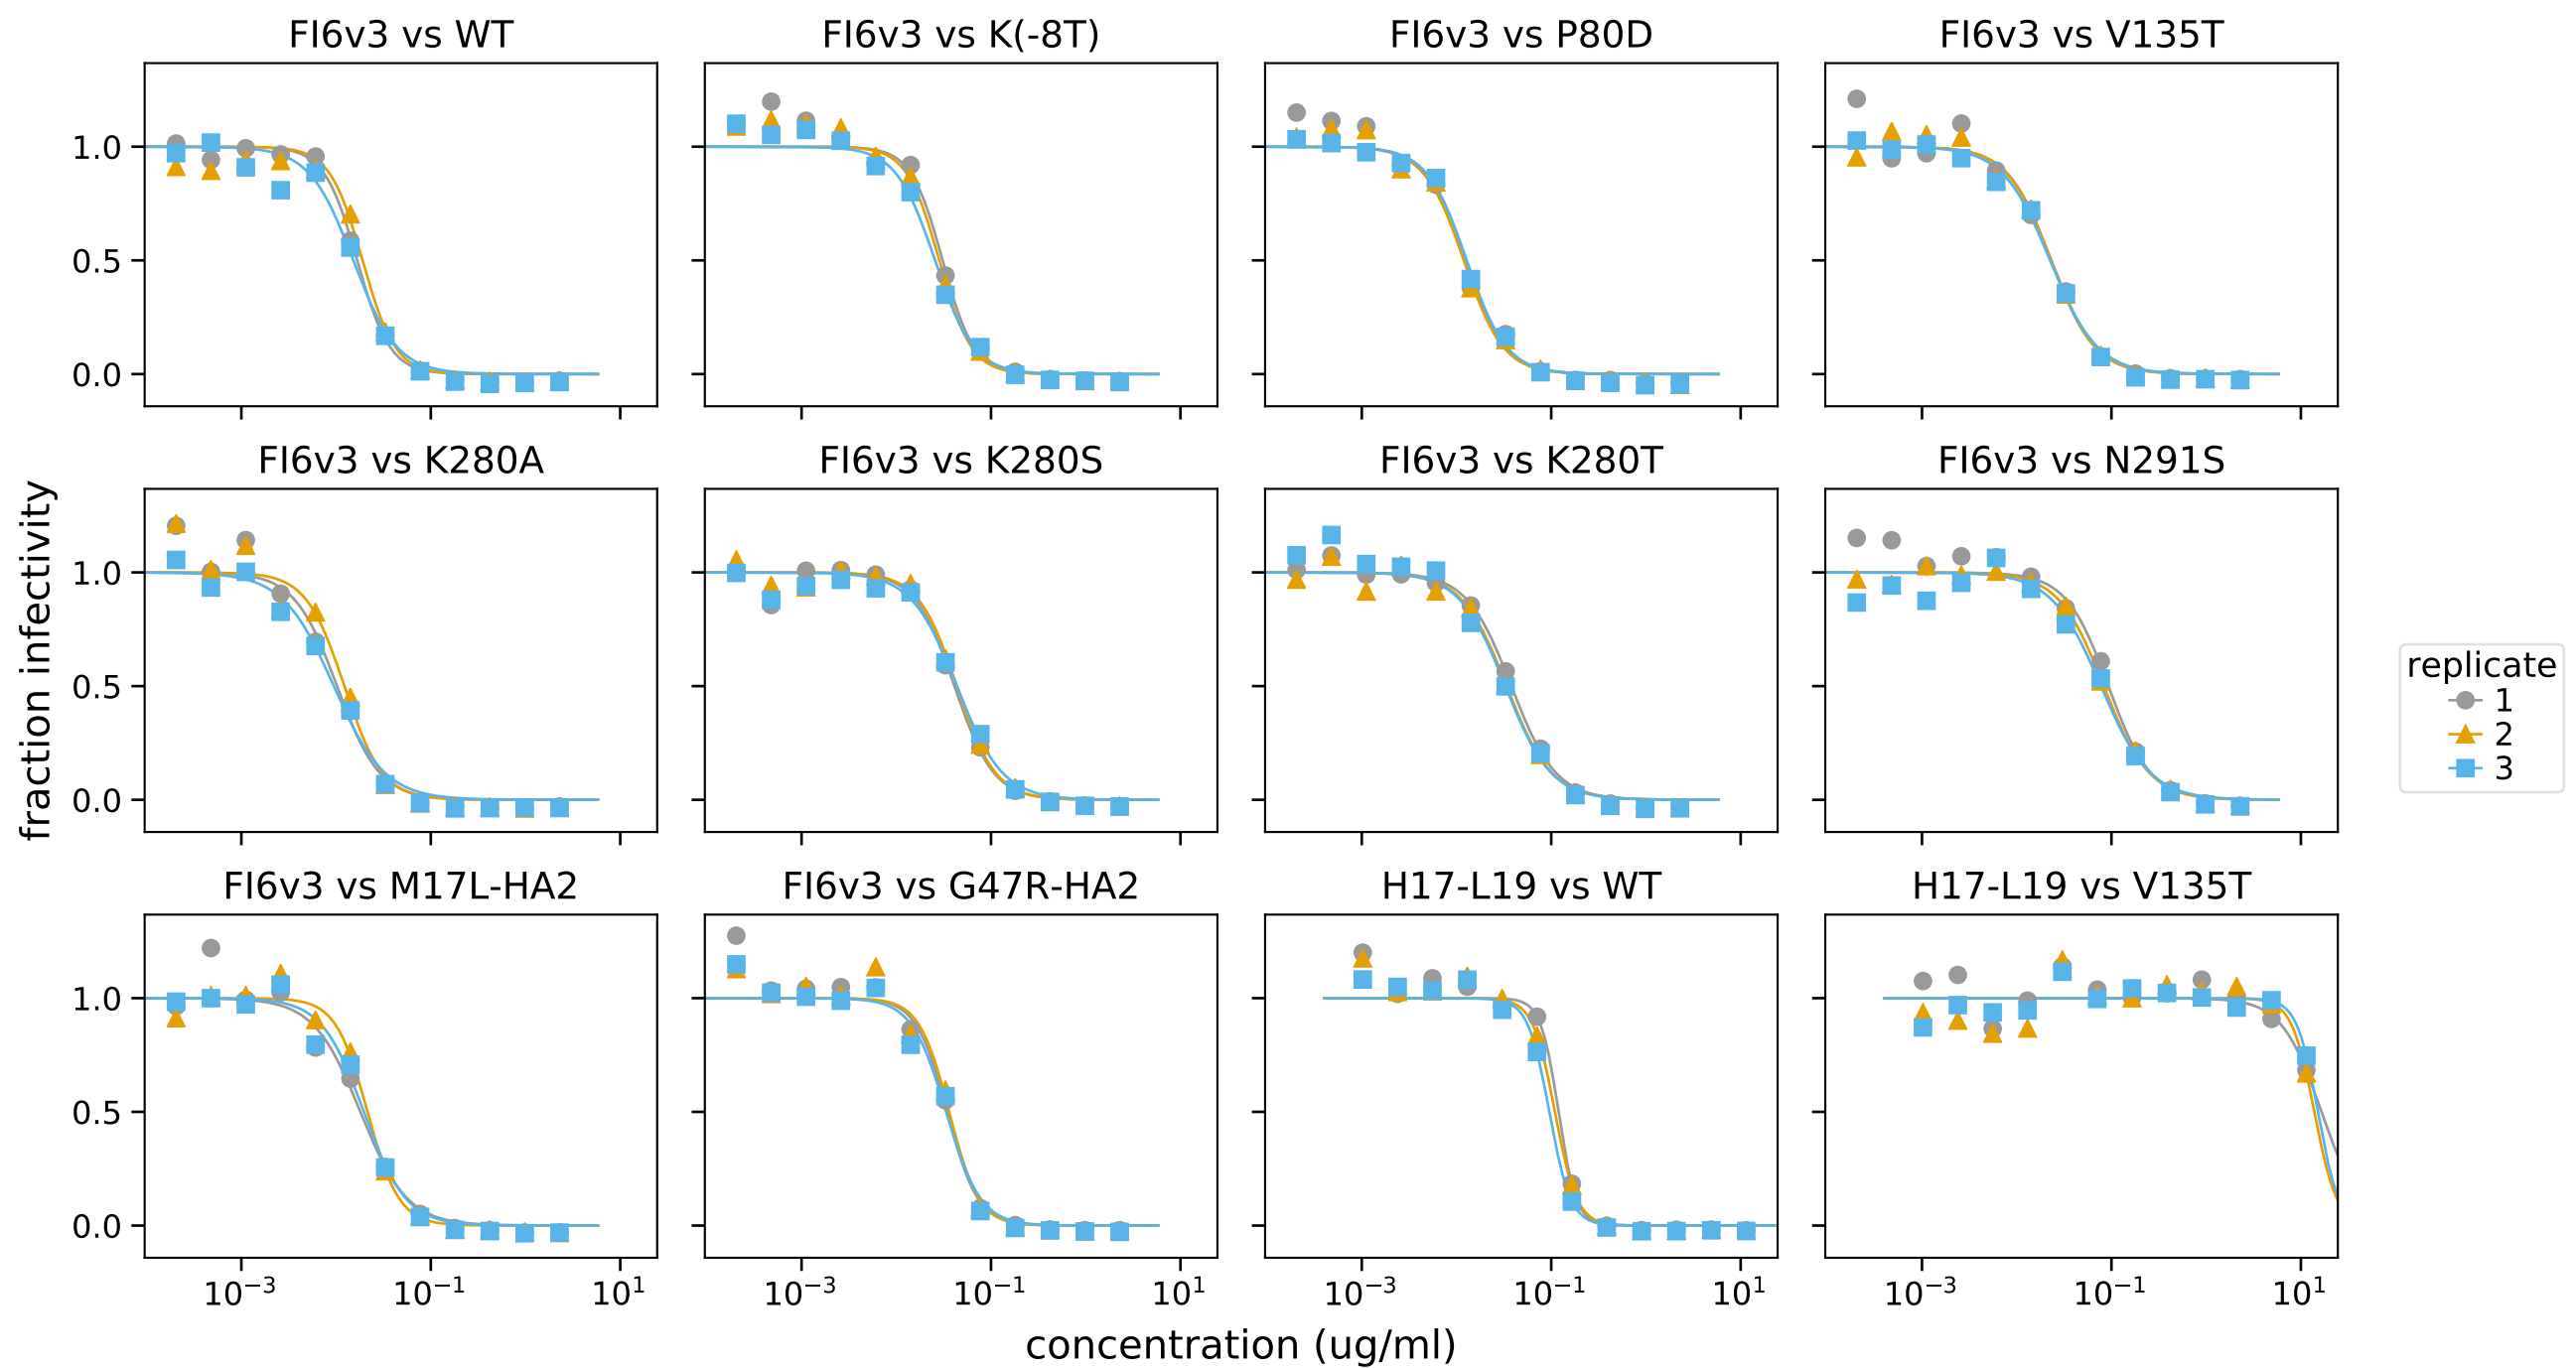 FI6v3 vs WT
FI6v3 vs K(-8T)
FI6v3 vs P80D
FI6v3 vs V135T
1.0
0.5
0.0
FI6v3 vs K280A
FI6v3 vs K280S
FI6v3 vs K280T
FI6v3 vs N291S
fraction infectivity
1.0
0.5
0.0
replicate
1
2
3
FI6v3 vs M17L-HA2
FI6v3 vs G47R-HA2
H17-L19 vs WT
H17-L19 vs V135T
1.0
0.5
0.0
10⁻³ 10⁻¹ 10¹
10⁻³ 10⁻¹ 10¹
10⁻³ 10⁻¹ 10¹
10⁻³ 10⁻¹ 10¹
concentration (ug/ml)